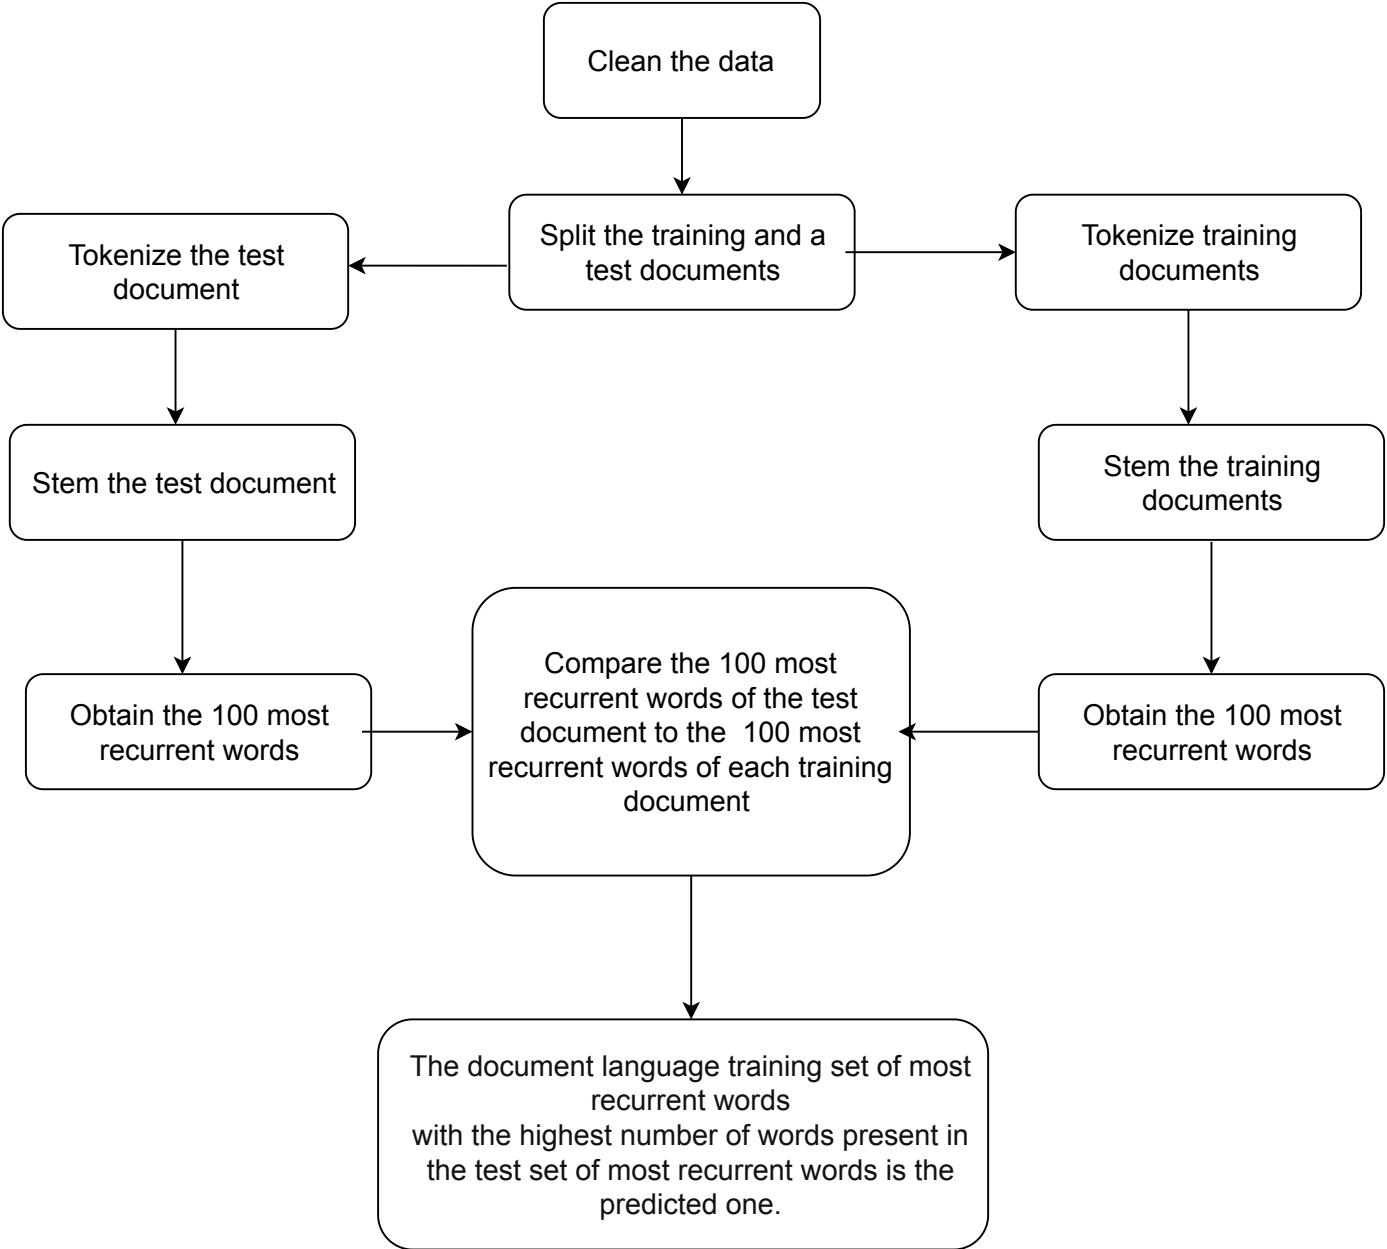 Clean the data
Split the training and a
test documents
Tokenize the test
document
Tokenize training
documents
Stem the test document
Stem the training
documents
Obtain the 100 most
recurrent words
Compare the 100 most
recurrent words of the test
document to the  100 most
recurrent words of each training
document
Obtain the 100 most
recurrent words
The document language training set of most
recurrent words
with the highest number of words present in
the test set of most recurrent words is the
predicted one.